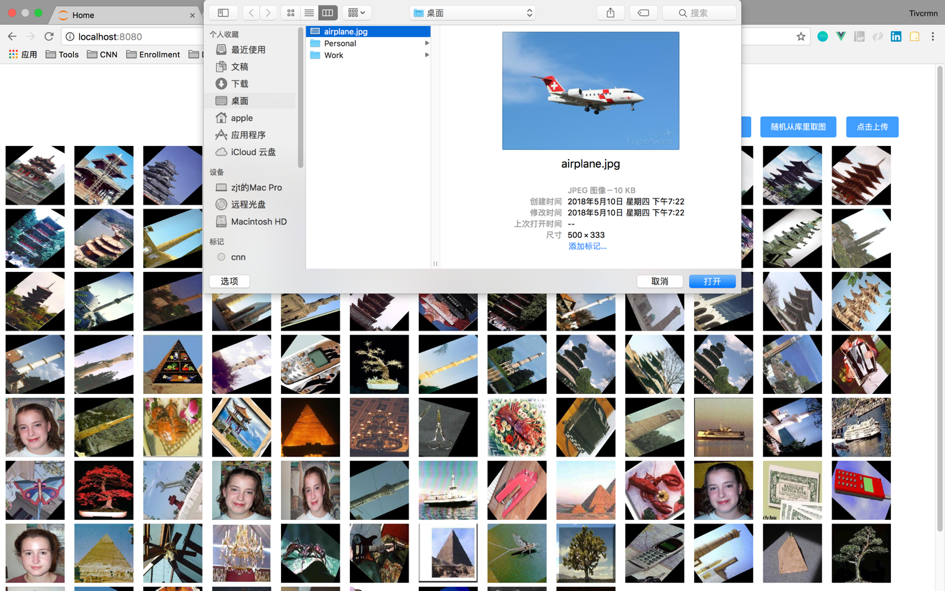 Home
Tivcrmn
localhost:8080
应用
Tools
CNN
Enrollment
桌面
搜索
个人收藏
最近使用
文稿
下载
桌面
apple
应用程序
iCloud 云盘
设备
zjt的Mac Pro
远程光盘
Macintosh HD
标记
cnn
airplane.jpg
Personal
Work
airplane.jpg
JPEG 图像 — 10 KB
创建时间 2018年5月10日 星期四 下午7:22
修改时间 2018年5月10日 星期四 下午7:22
上次打开时间 --
尺寸 500 × 333
添加标记...
选项
取消
打开
随机从库里取图
点击上传